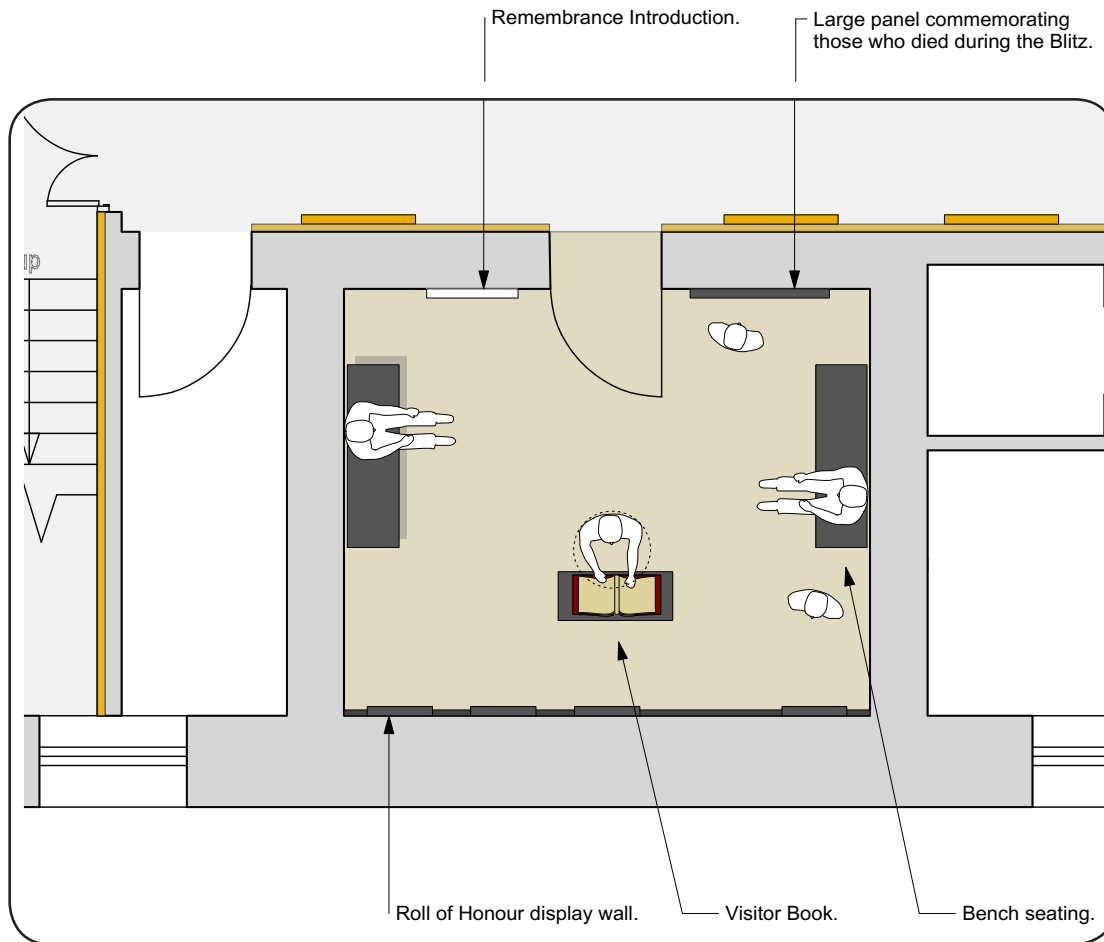 Remembrance Introduction.
Large panel commemorating
those who died during the Blitz.
up
Roll of Honour display wall.
Visitor Book.
Bench seating.